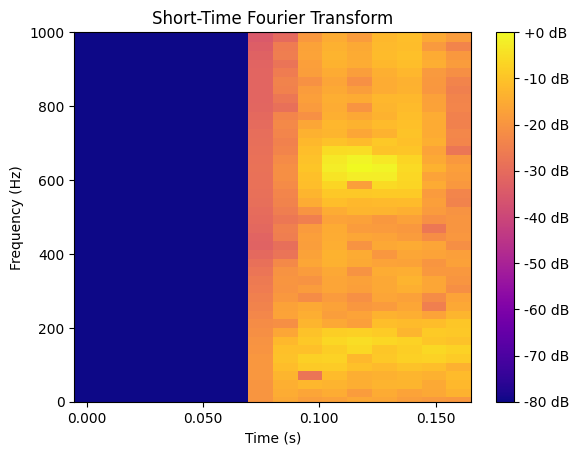 Short-Time Fourier Transform
1000
800
600
400
200
0
Frequency (Hz)
0.000
0.050
0.100
0.150
Time (s)
+0 dB
-10 dB
-20 dB
-30 dB
-40 dB
-50 dB
-60 dB
-70 dB
-80 dB